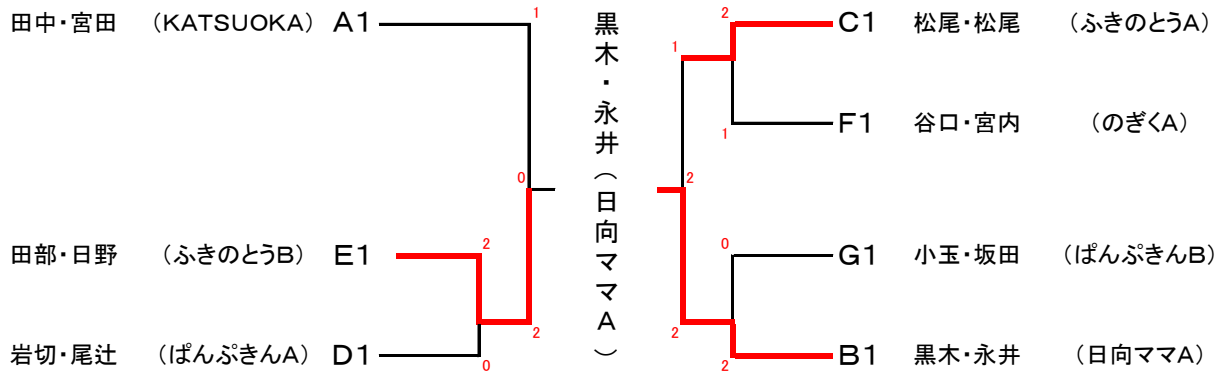 田中・宮田 (KATSUOKA) A1
1
黒木・永井(日向ママA)
2
C1 松尾・松尾 (ふきのとうA)
1
F1 谷口・宮内 (のぎくA)
1
0
2
田部・日野 (ふきのとうB) E1
2
0
G1 小玉・坂田 (ぱんぷきんB)
岩切・尾辻 (ぱんぷきんA) D1
0
2
2
2
B1 黒木・永井 (日向ママA)